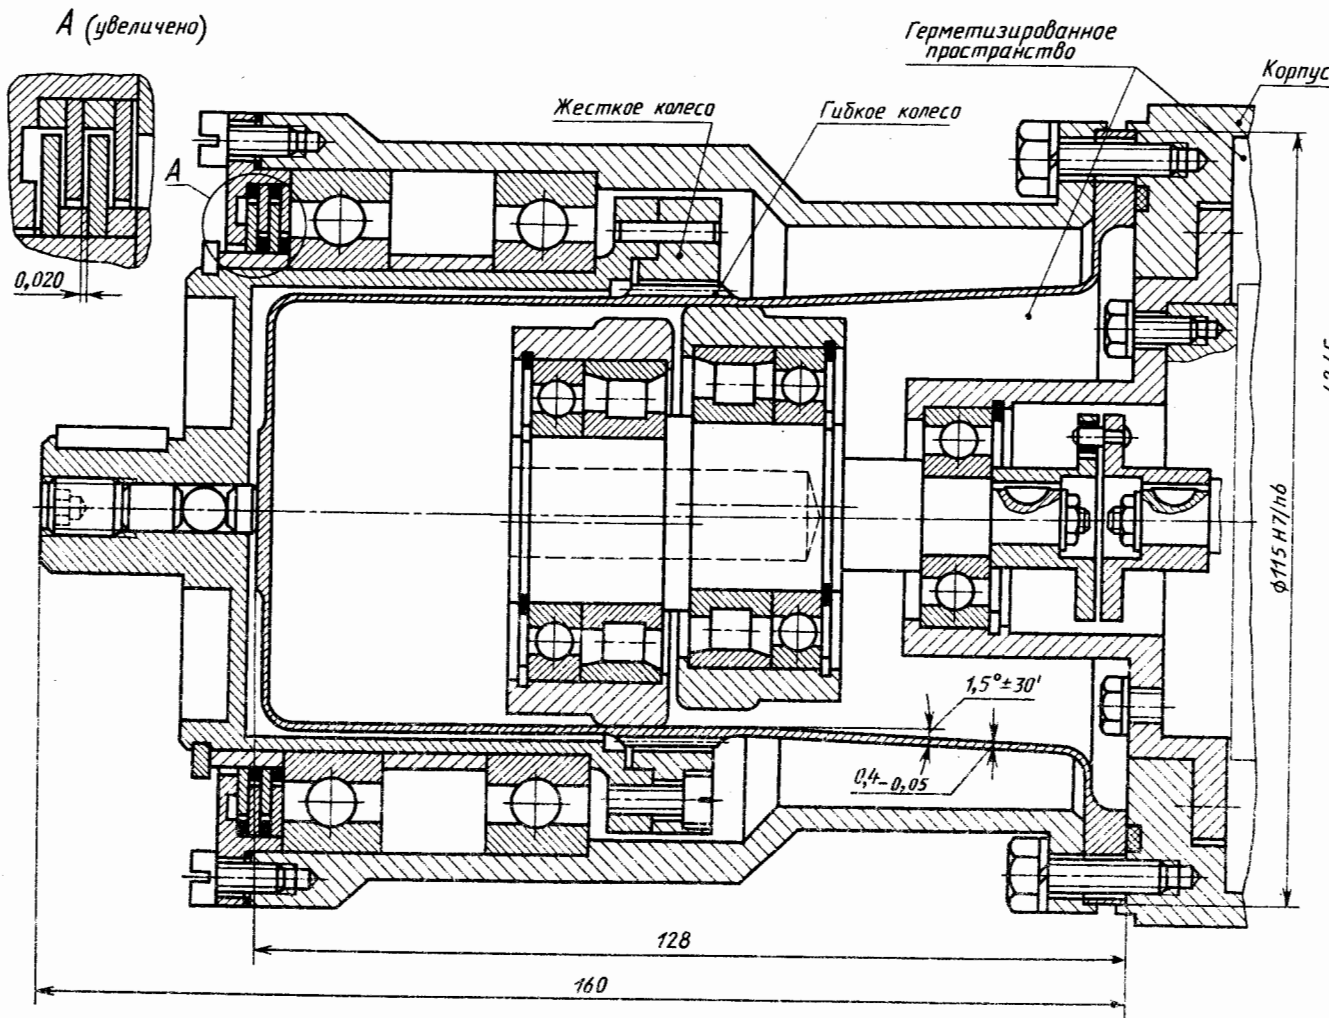 А (увеличено)
Герметизированное
пространство
Корпус
Жесткое колесо
Гибкое колесо
А
0,020
ϕ115 H7/h6
1,5°±30'
0,4-0,05
128
160